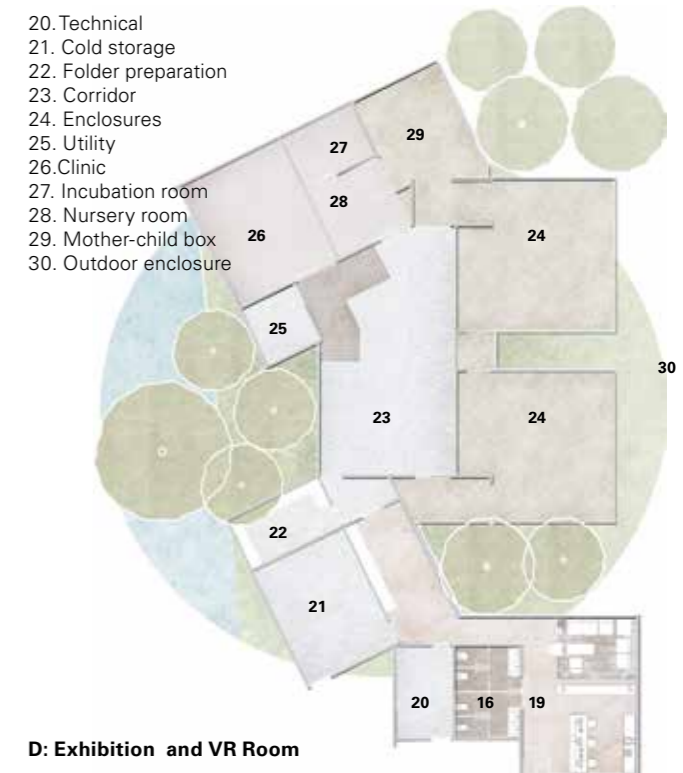 20. Technical
21. Cold storage
22. Folder preparation
23. Corridor
24. Enclosures
25. Utility
26.Clinic
27. Incubation room
28. Nursery room
29. Mother-child box
30. Outdoor enclosure
29
27
28
26
24
25
30
23
24
22
21
20
16
19
D: Exhibition and VR Room